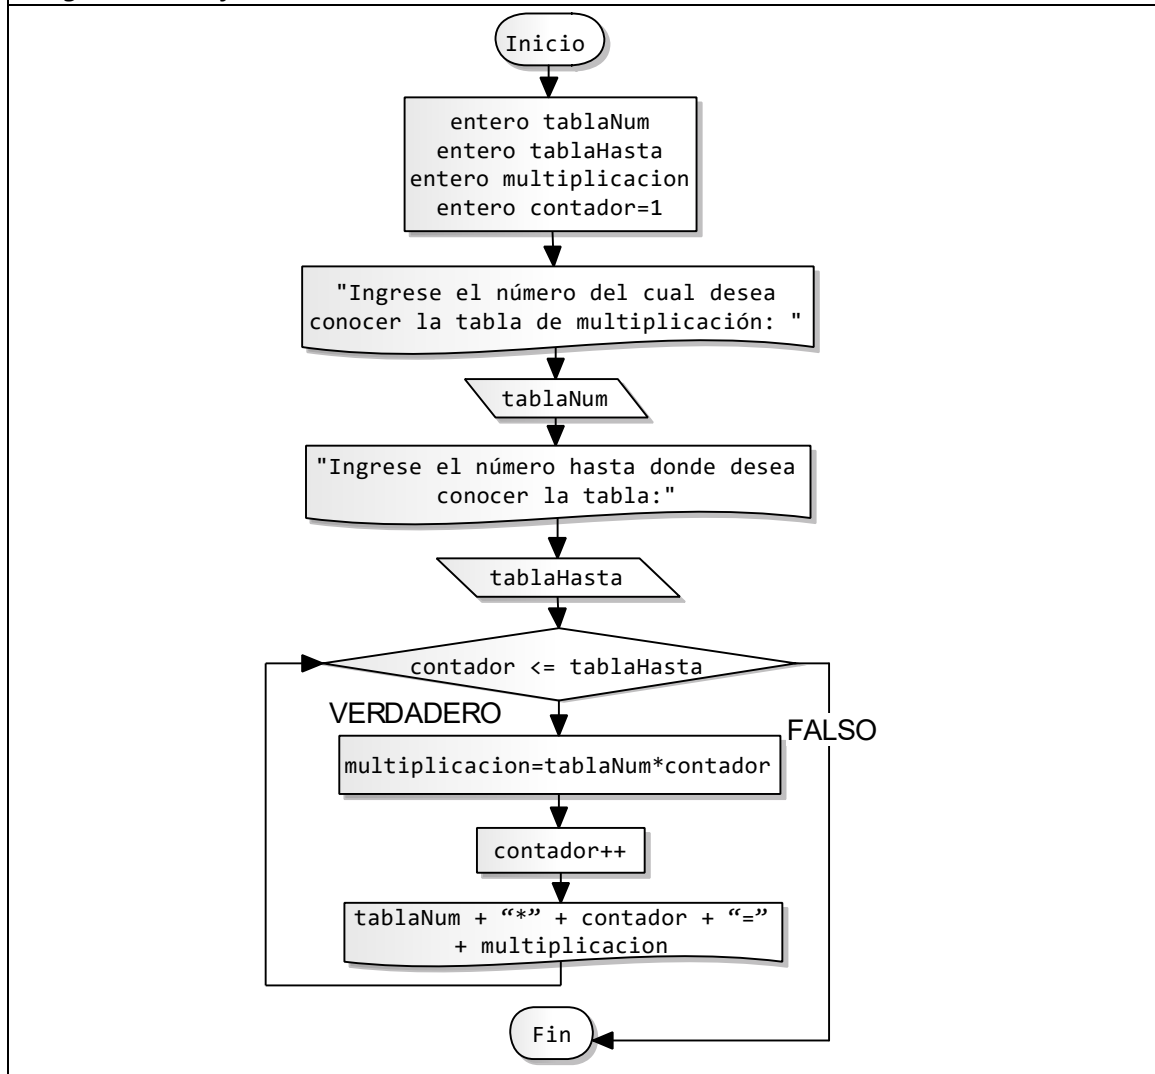 Inicio
entero tablaNum
entero tablaHasta
entero multiplicacion
entero contador=1
"Ingrese el número del cual desea
conocer la tabla de multiplicación: "
tablaNum
"Ingrese el número hasta donde desea
conocer la tabla:"
tablaHasta
contador <= tablaHasta
VERDADERO
FALSO
multiplicacion=tablaNum*contador
contador++
tablaNum + “*” + contador + “=”
+ multiplicacion
Fin